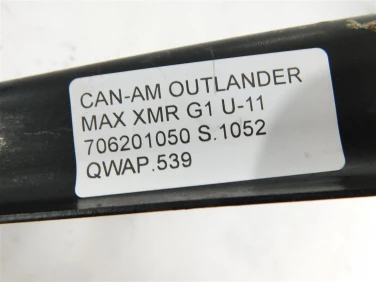 CAN-AM OUTLANDER
MAX XMR G1 U-11
706201050 S.1052
QWAP.539